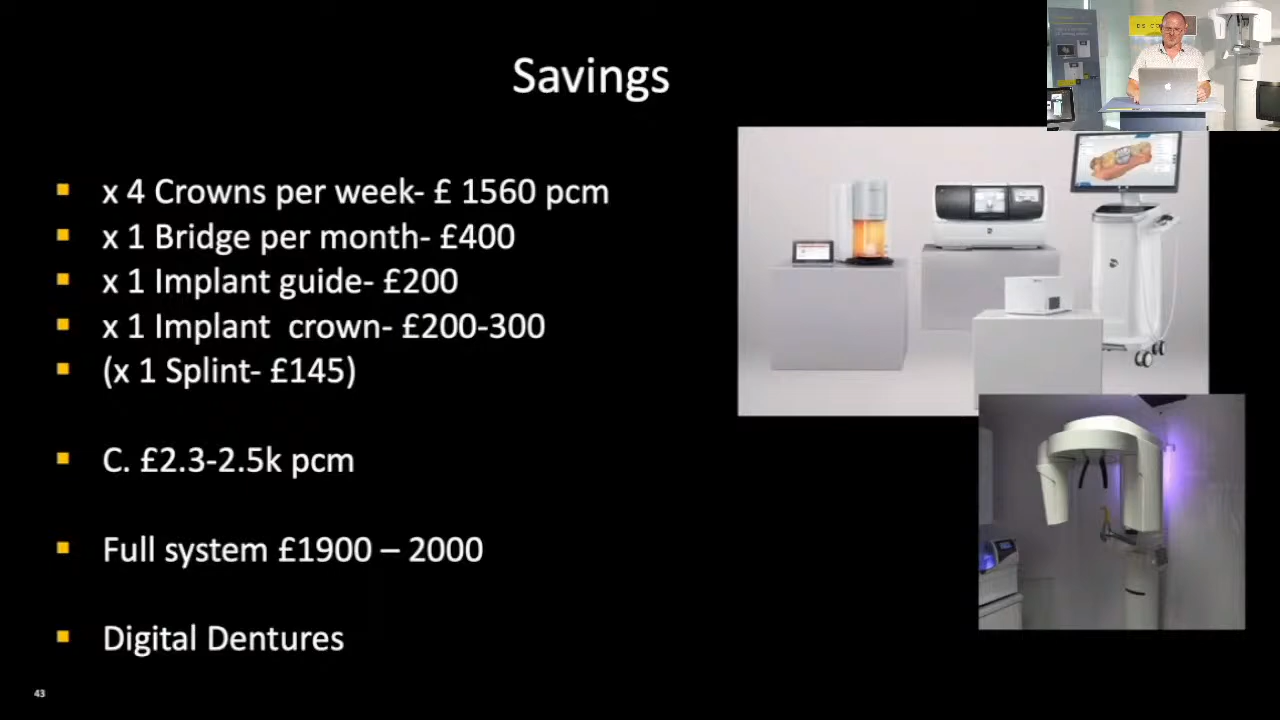 Savings
x 4 Crowns per week- £ 1560 pcm
x 1 Bridge per month- £400
x 1 Implant guide- £200
x 1 Implant crown- £200-300
(x 1 Splint- £145)
C. £2.3-2.5k pcm
Full system £1900 – 2000
Digital Dentures
43